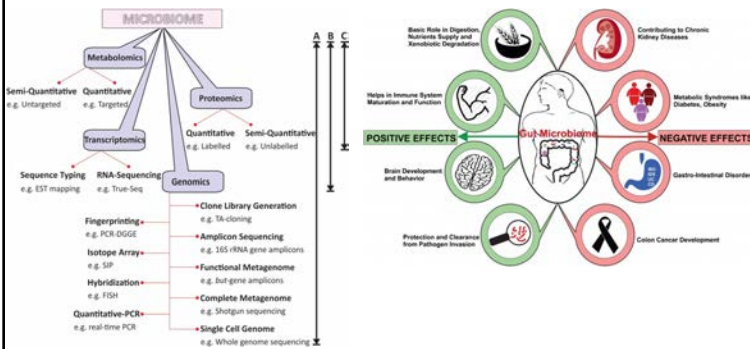 MICROBIOME
A
B
C
Metabolomics
Semi-Quantitative
e.g. Untargeted
Quantitative
e.g. Targeted
Proteomics
Quantitative
e.g. Labelled
Semi-Quantitative
e.g. Unlabelled
Transcriptomics
Sequence Typing
e.g. EST mapping
RNA-Sequencing
e.g. True-Seq
Genomics
Fingerprinting
e.g. PCR-DGGE
Isotope Array
e.g. SIP
Hybridization
e.g. FISH
Quantitative-PCR
e.g. real-time PCR
Clone Library Generation
e.g. TA-cloning
Amplicon Sequencing
e.g. 16S rRNA gene amplicons
Functional Metagenome
e.g. but-gene amplicons
Complete Metagenome
e.g. Shotgun sequencing
Single Cell Genome
e.g. Whole genome sequencing
Basic Role in Digestion,
Nutrients Supply and
Xenobiotic Degradation
Helps in Immune System
Maturation and Function
POSITIVE EFFECTS
Brain Development
and Behavior
Protection and Clearance
from Pathogen Invasion
Gut Microbiome
Contributing to Chronic
Kidney Diseases
Metabolic Syndromes like
Diabetes, Obesity
NEGATIVE EFFECTS
Gastro-Intestinal Disorder
Colon Cancar Development